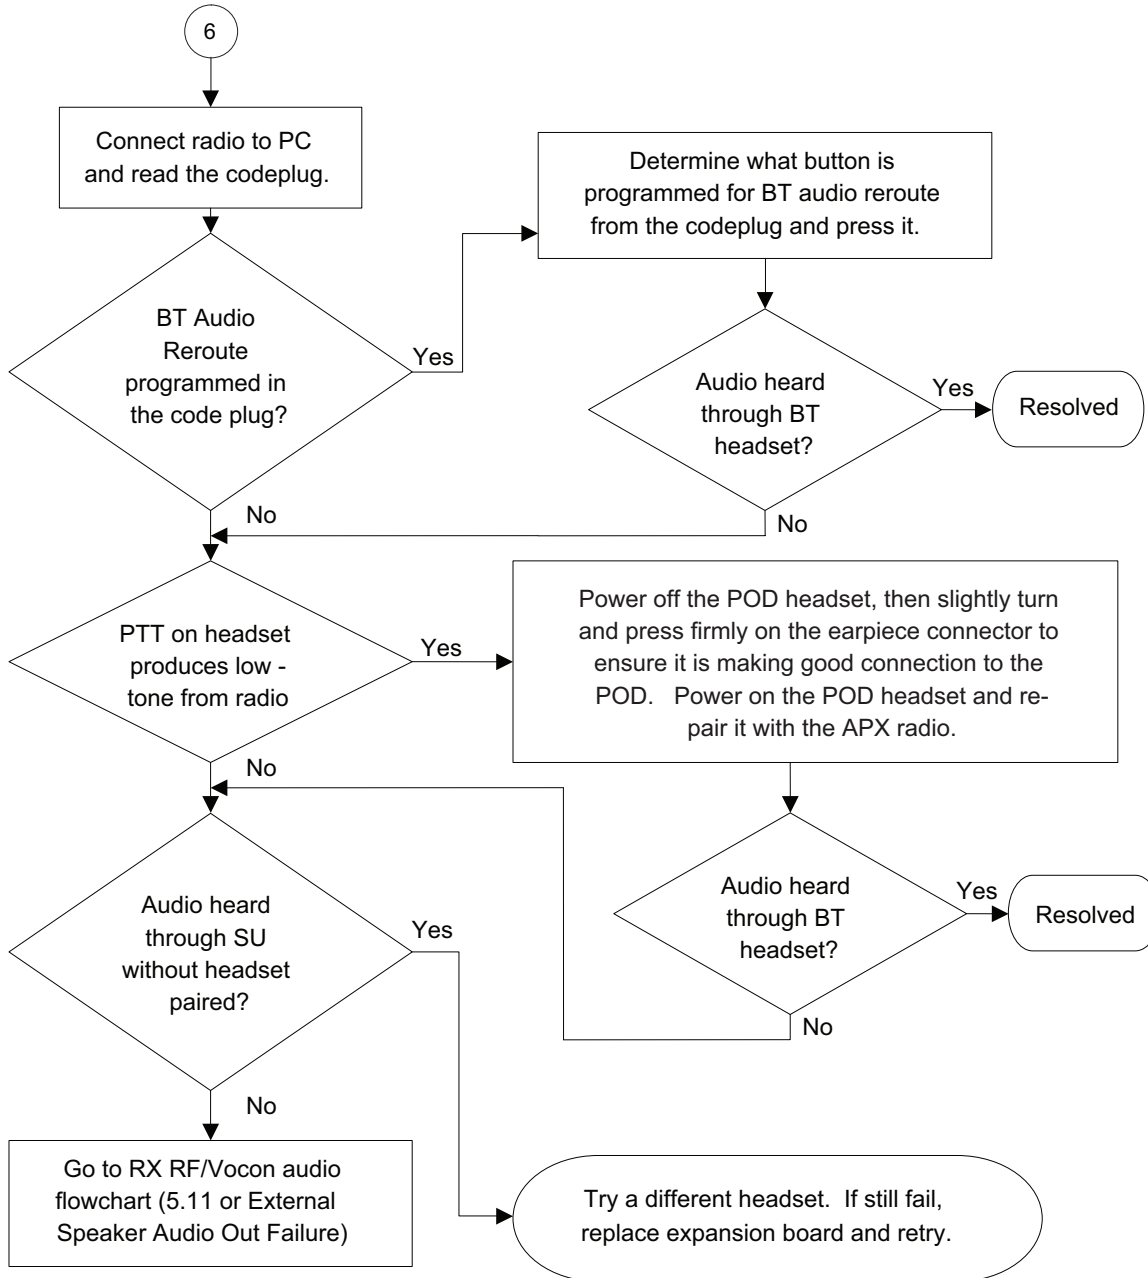 6
Connect radio to PC
and read the codeplug.
Determine what button is
programmed for BT audio reroute
from the codeplug and press it.
BT Audio
Reroute
programmed in
the code plug?
Yes
Audio heard
through BT
headset?
Yes
Resolved
No
No
PTT on headset
produces low -
tone from radio
Yes
Power off the POD headset, then slightly turn
and press firmly on the earpiece connector to
ensure it is making good connection to the
POD. Power on the POD headset and re-
pair it with the APX radio.
No
Audio heard
through SU
without headset
paired?
Yes
Audio heard
through BT
headset?
Yes
Resolved
No
No
Go to RX RF/Vocon audio
flowchart (5.11 or External
Speaker Audio Out Failure)
Try a different headset. If still fail,
replace expansion board and retry.